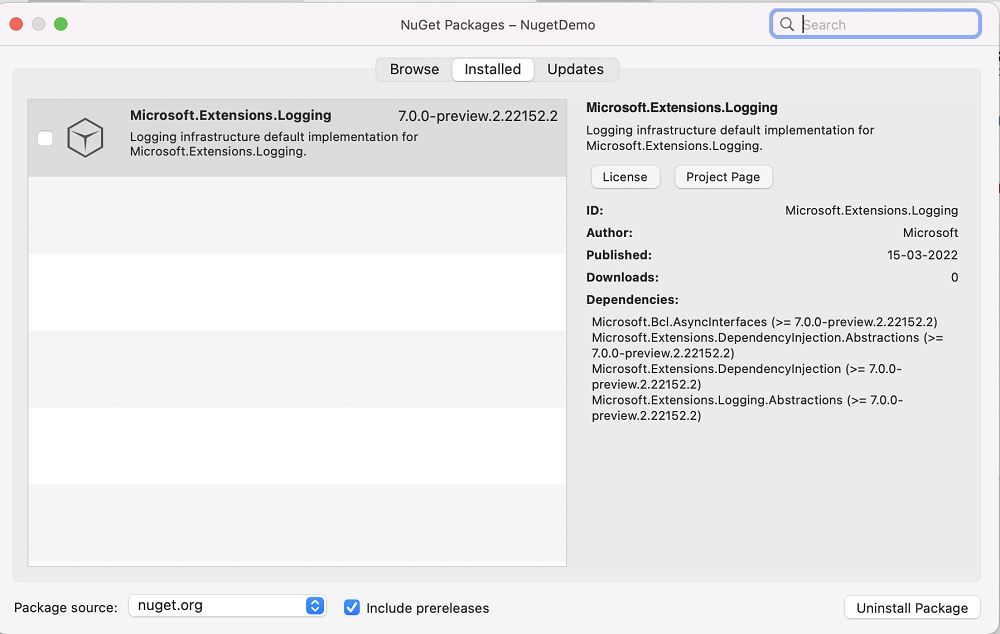 NuGet Packages – NugetDemo
Search
Browse
Installed
Updates
Microsoft.Extensions.Logging
7.0.0-preview.2.22152.2
Logging infrastructure default implementation for
Microsoft.Extensions.Logging.
Microsoft.Extensions.Logging
Logging infrastructure default implementation for
Microsoft.Extensions.Logging.
License
Project Page
ID: Microsoft.Extensions.Logging
Author: Microsoft
Published: 15-03-2022
Downloads: 0
Dependencies:
Microsoft.Bcl.AsyncInterfaces (>= 7.0.0-preview.2.22152.2)
Microsoft.Extensions.DependencyInjection.Abstractions (>=
7.0.0-preview.2.22152.2)
Microsoft.Extensions.DependencyInjection (>= 7.0.0-
preview.2.22152.2)
Microsoft.Extensions.Logging.Abstractions (>= 7.0.0-
preview.2.22152.2)
Package source: nuget.org
Include prereleases
Uninstall Package